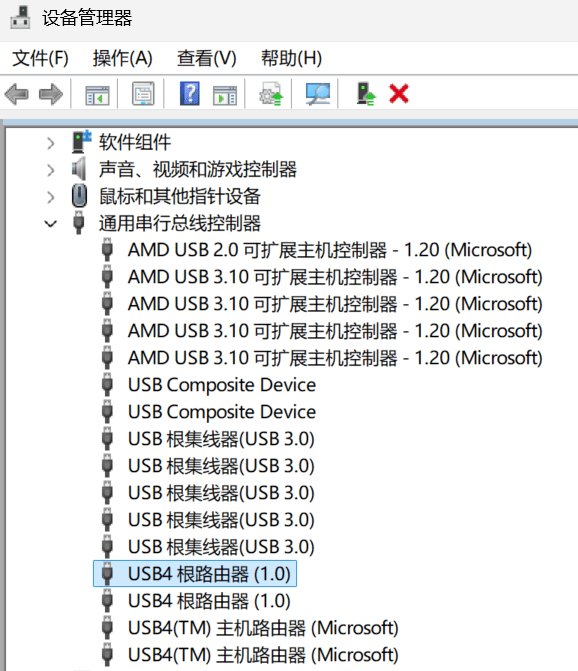 设备管理器
文件(F) 操作(A) 查看(V) 帮助(H)
软件组件
声音、视频和游戏控制器
鼠标和其他指针设备
通用串行总线控制器
AMD USB 2.0 可扩展主机控制器 - 1.20 (Microsoft)
AMD USB 3.10 可扩展主机控制器 - 1.20 (Microsoft)
AMD USB 3.10 可扩展主机控制器 - 1.20 (Microsoft)
AMD USB 3.10 可扩展主机控制器 - 1.20 (Microsoft)
AMD USB 3.10 可扩展主机控制器 - 1.20 (Microsoft)
USB Composite Device
USB Composite Device
USB 根集线器(USB 3.0)
USB 根集线器(USB 3.0)
USB 根集线器(USB 3.0)
USB 根集线器(USB 3.0)
USB 根集线器(USB 3.0)
USB4 根路由器 (1.0)
USB4 根路由器 (1.0)
USB4(TM) 主机路由器 (Microsoft)
USB4(TM) 主机路由器 (Microsoft)